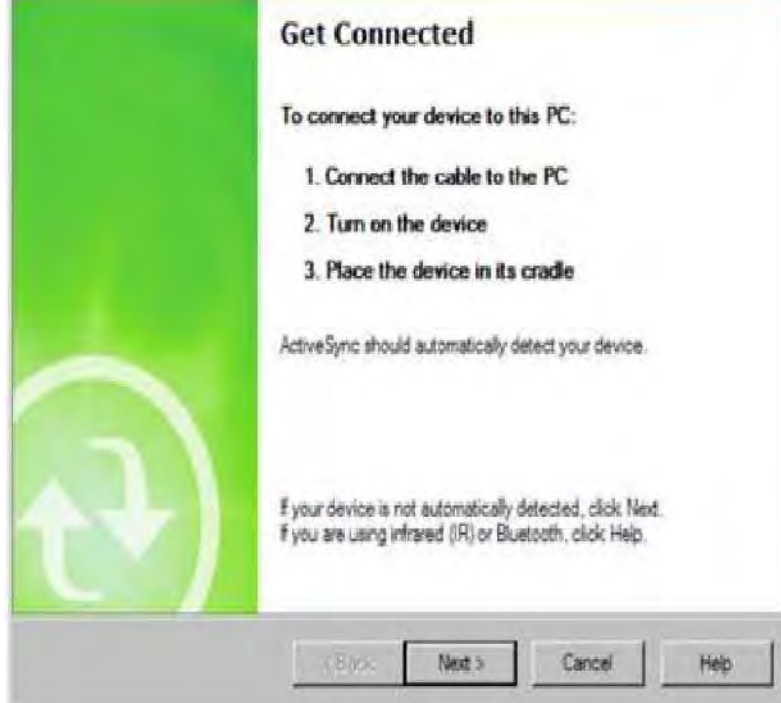 Get Connected
To connect your device to this PC:
1. Connect the cable to the PC
2. Turn on the device
3. Place the device in its cradle
ActiveSync should automatically detect your device.
If your device is not automatically detected, click Next.
If you are using infrared (IR) or Bluetooth, click Help.
< Back Next > Cancel Help